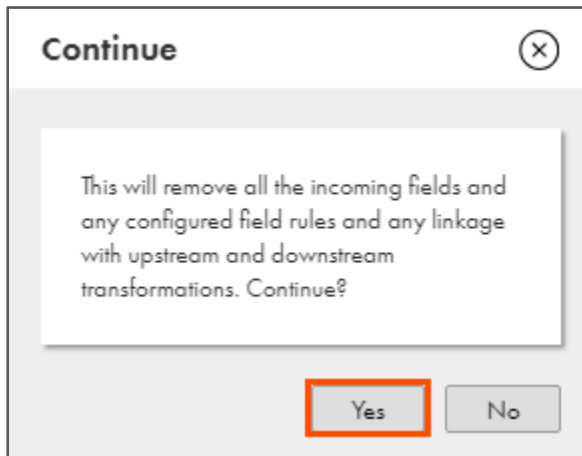 Continue
This will remove all the incoming fields and
any configured field rules and any linkage
with upstream and downstream
transformations. Continue?
Yes
No